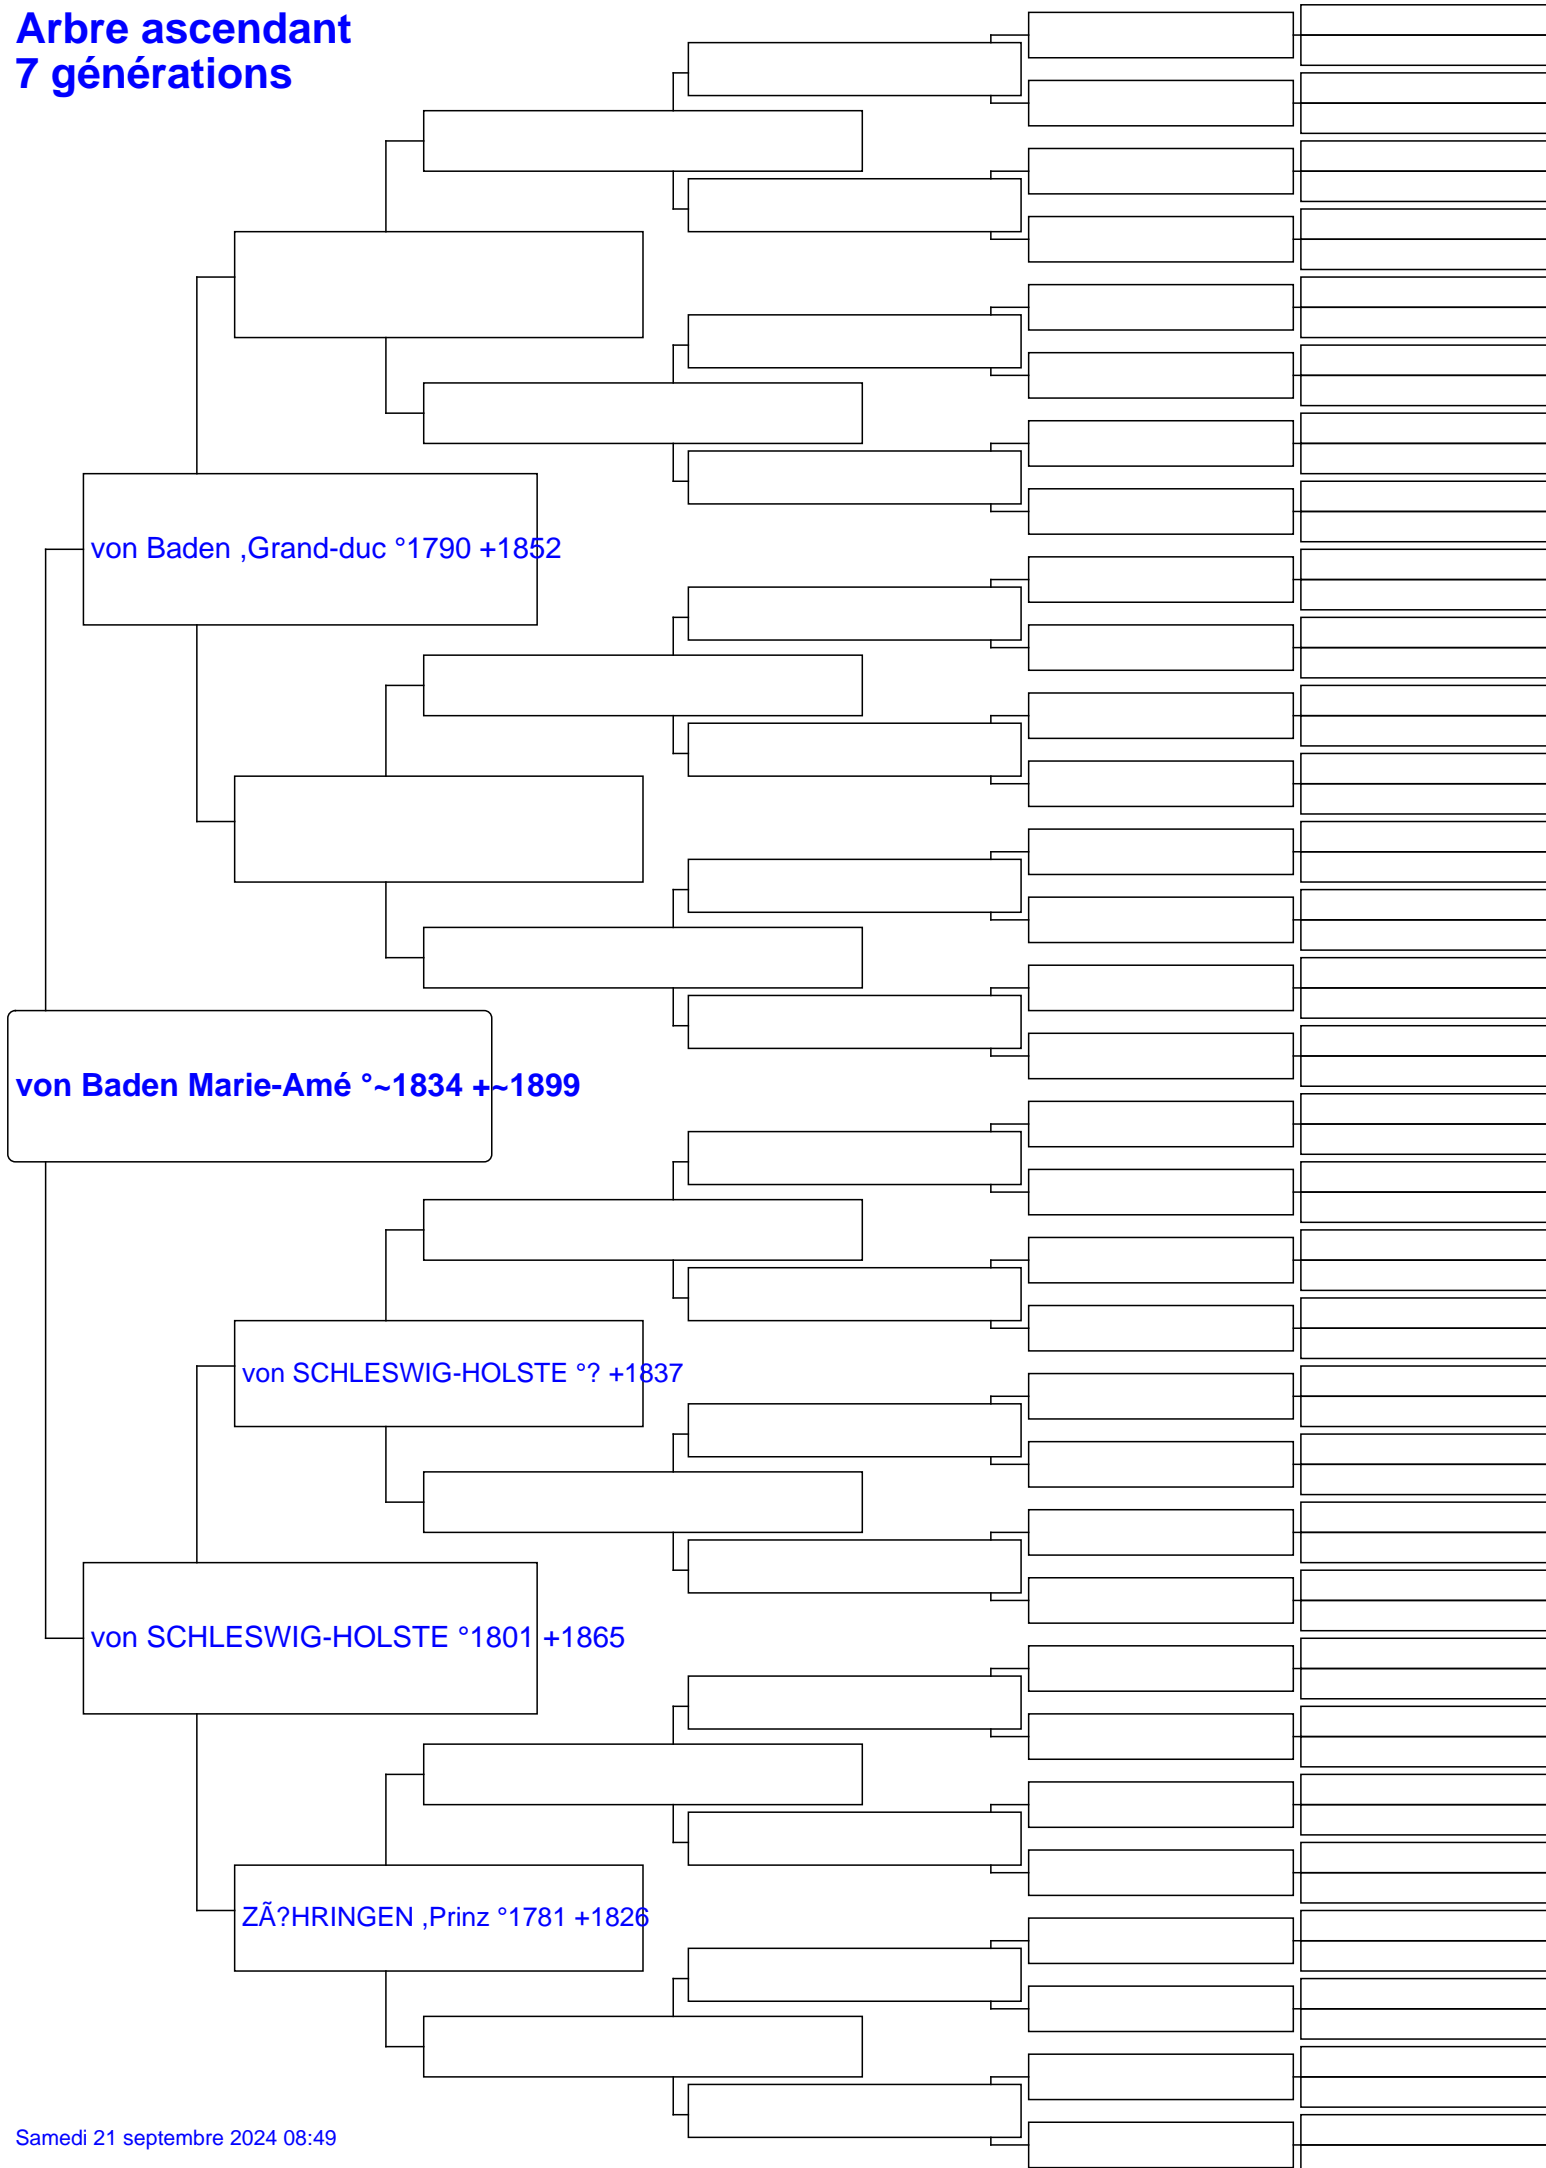 Arbre ascendant
7 générations
von Baden ,Grand-duc °1790 +1852
von Baden Marie-Amé °~1834 +~1899
von SCHLESWIG-HOLSTE °? +1837
von SCHLESWIG-HOLSTE °1801 +1865
ZÃ?HRINGEN ,Prinz °1781 +1826
Samedi 21 septembre 2024 08:49